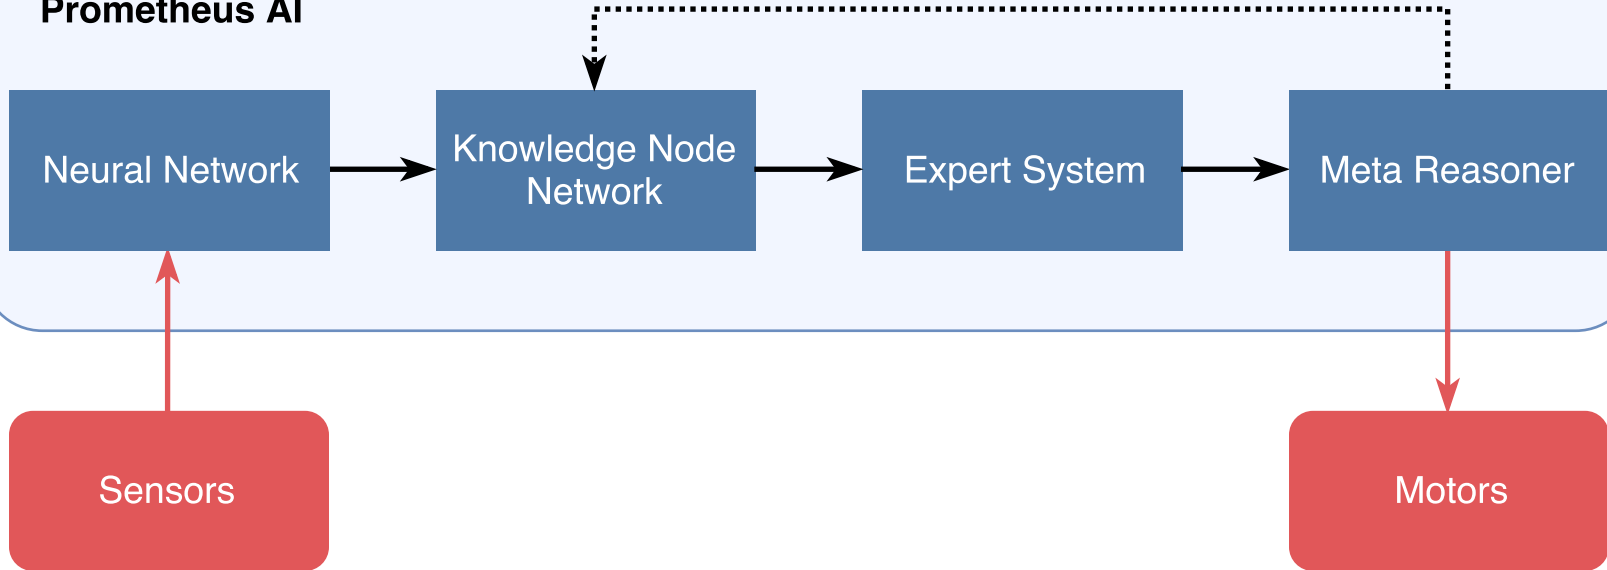 Prometheus AI
Neural Network
Knowledge Node
Network
Expert System
Meta Reasoner
Sensors
Motors